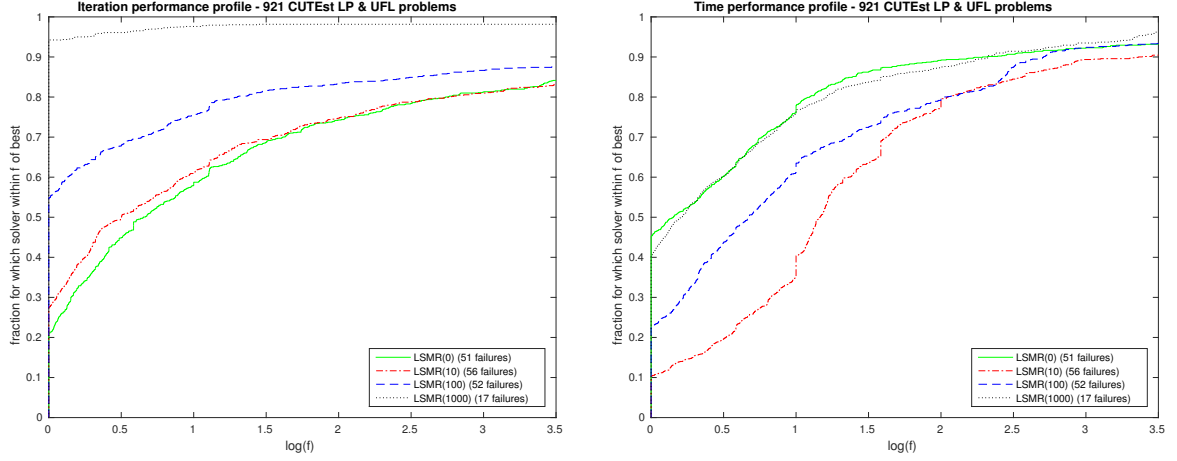 Iteration performance profile - 921 CUTEst LP & UFL problems
fraction for which solver within f of best
1
0.9
0.8
0.7
0.6
0.5
0.4
0.3
0.2
0.1
0
0 0.5 1 1.5 2 2.5 3 3.5
log(f)
LSMR(0) (51 failures)
LSMR(10) (56 failures)
LSMR(100) (52 failures)
LSMR(1000) (17 failures)
Time performance profile - 921 CUTEst LP & UFL problems
fraction for which solver within f of best
1
0.9
0.8
0.7
0.6
0.5
0.4
0.3
0.2
0.1
0
0 0.5 1 1.5 2 2.5 3 3.5
log(f)
LSMR(0) (51 failures)
LSMR(10) (56 failures)
LSMR(100) (52 failures)
LSMR(1000) (17 failures)